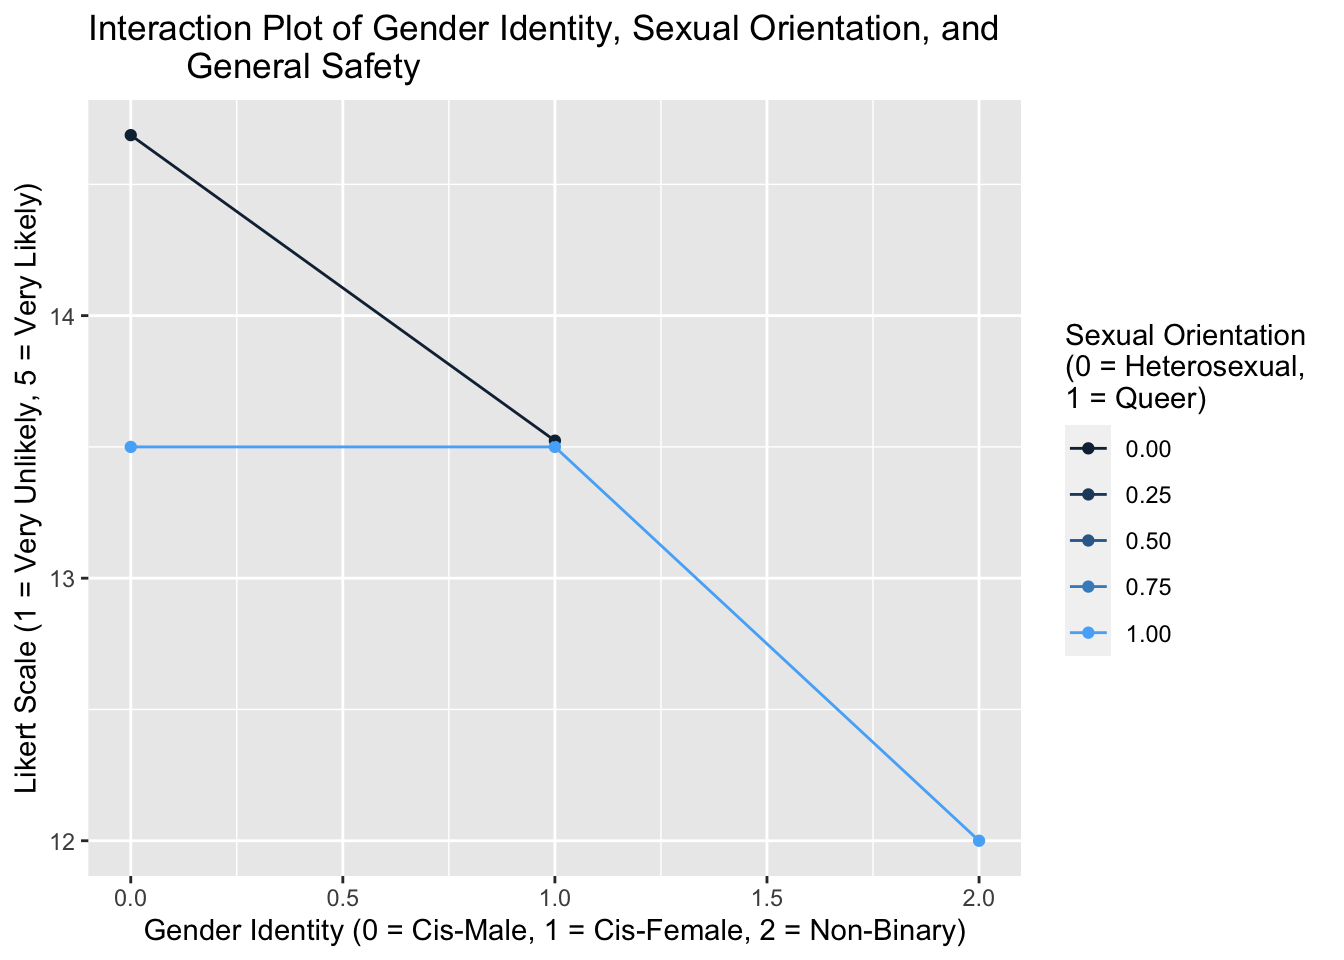 Interaction Plot of Gender Identity, Sexual Orientation, and
General Safety
Likert Scale (1 = Very Unlikely, 5 = Very Likely)
14
13
12
0.0
0.5
1.0
1.5
2.0
Gender Identity (0 = Cis-Male, 1 = Cis-Female, 2 = Non-Binary)
Sexual Orientation
(0 = Heterosexual,
1 = Queer)
0.00
0.25
0.50
0.75
1.00